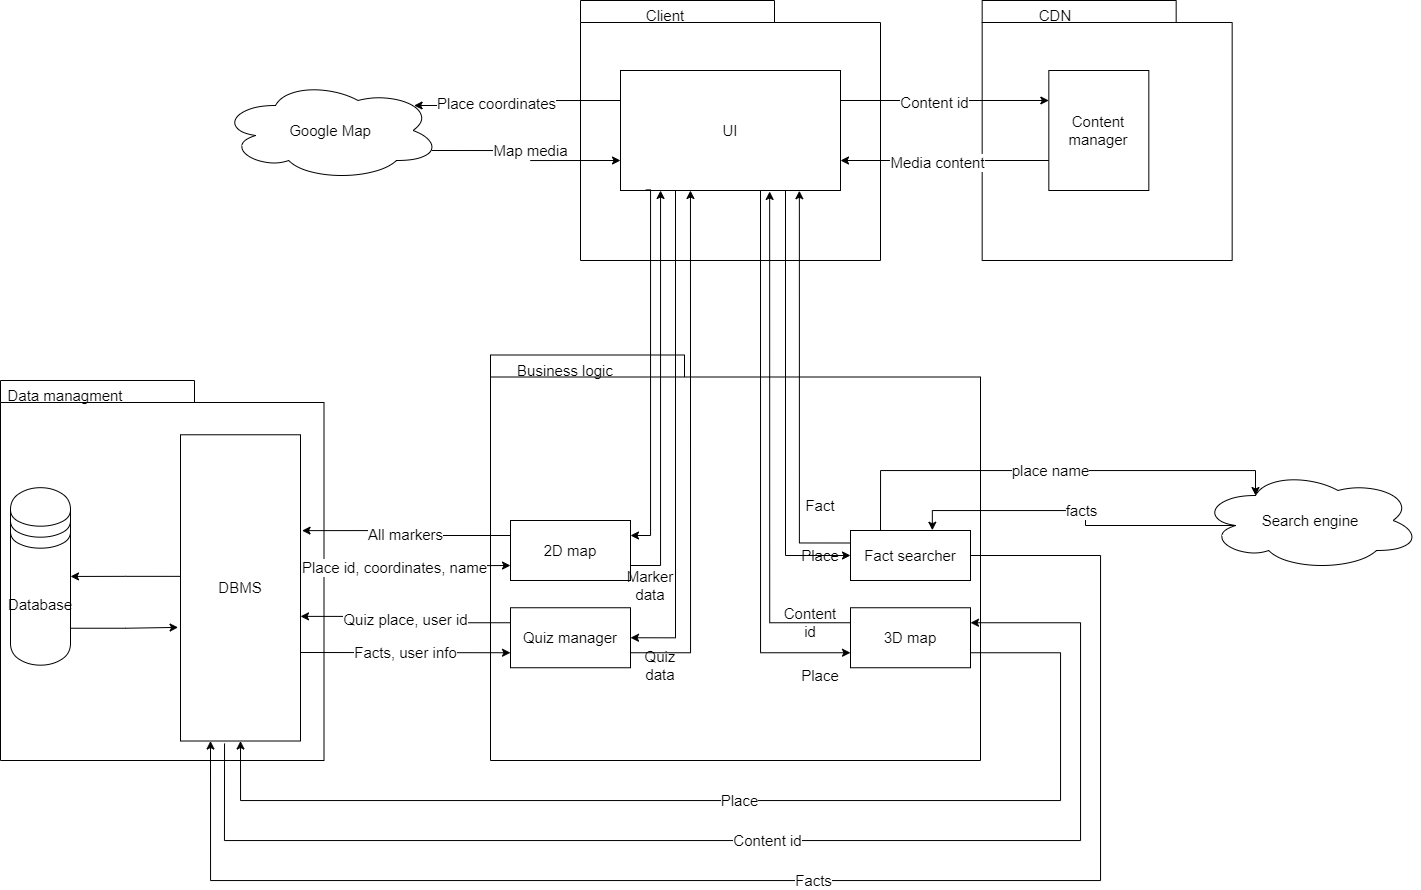 Client
CDN
Place coordinates
Google Map
Map media
UI
Content id
Media content
Content
manager
Business logic
Data managment
Database
DBMS
All markers
Place id, coordinates, name
Quiz place, user id
Facts, user info
2D map
Marker
data
Quiz manager
Quiz
data
Fact
Place
Fact searcher
place name
facts
Search engine
Content
id
3D map
Place
Place
Content id
Facts